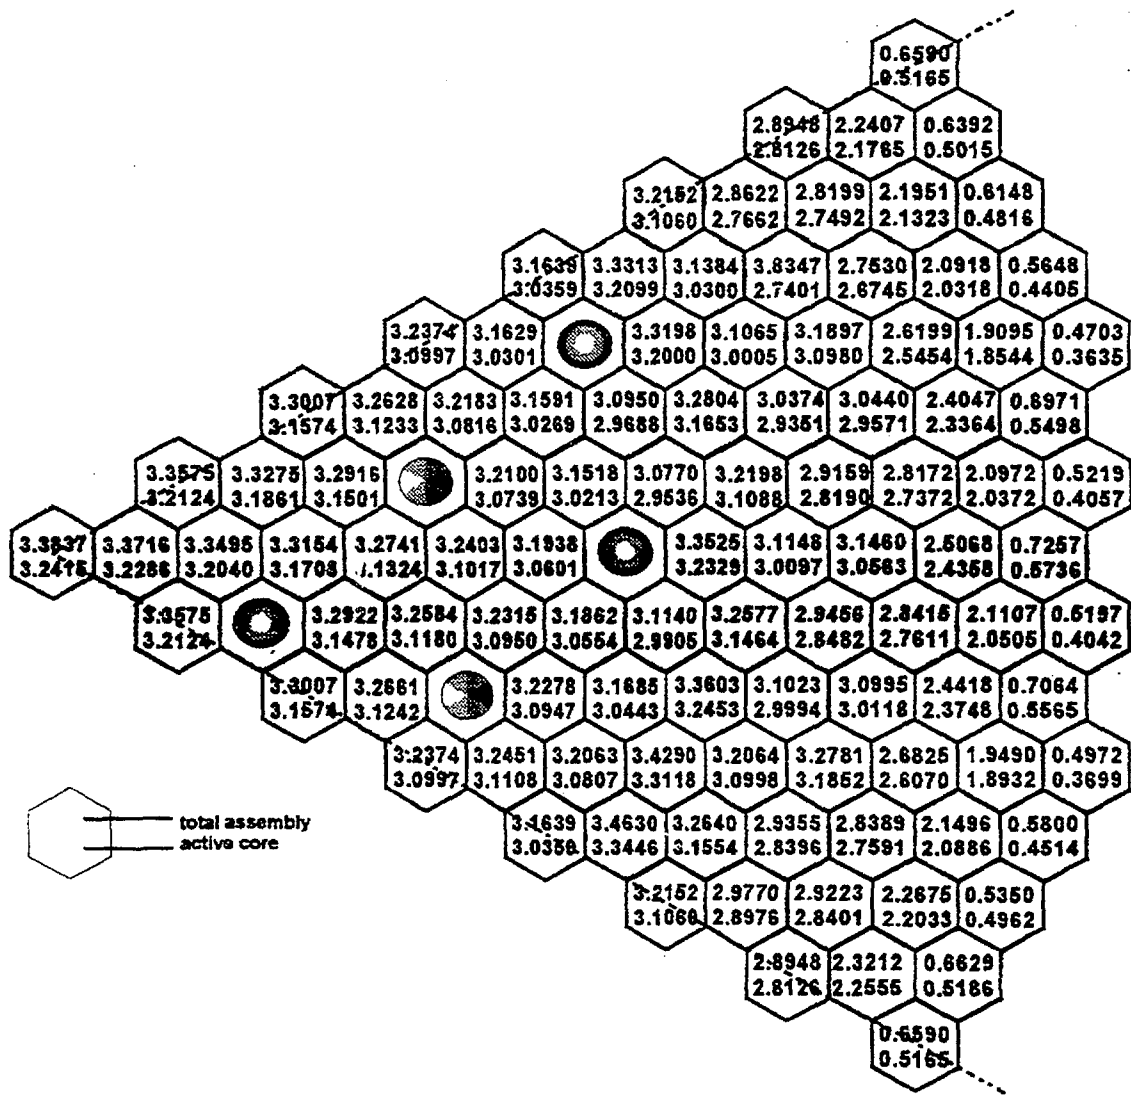 0.6590
0.5165
2.8948 2.2407 0.6392
2.8126 2.1765 0.5015
3.2152 2.8622 2.8199 2.1951 0.6148
3.1060 2.7662 2.7492 2.1323 0.4816
3.1639 3.3313 3.1384 3.8347 2.7530 2.0918 0.5648
3.0359 3.2099 3.0300 2.7401 2.6745 2.0318 0.4405
3.2374 3.1629 3.3198 3.1065 3.1897 2.6199 1.9095 0.4703
3.0997 3.0301 3.2000 3.0005 3.0980 2.5454 1.8544 0.3635
3.3007 3.2628 3.2183 3.1591 3.0950 3.2804 3.0374 3.0440 2.4047 0.6971
3.1574 3.1233 3.0816 3.0269 2.9688 3.1653 2.9351 2.9571 2.3364 0.5498
3.3575 3.3275 3.2916 3.2100 3.1518 3.0770 3.2198 2.9159 2.8172 2.0972 0.5219
3.2124 3.1861 3.1501 3.0739 3.0213 2.9536 3.1088 2.8190 2.7372 2.0372 0.4057
3.3837 3.3716 3.3495 3.3154 3.2741 3.2403 3.1938 3.3525 3.1148 3.1460 2.5068 0.7257
3.2415 3.2286 3.2040 3.1708 3.1324 3.1017 3.0601 3.2329 3.0097 3.0563 2.4358 0.5736
3.3575 3.2922 3.2584 3.2315 3.1862 3.1140 3.2577 2.9456 2.8415 2.1107 0.5197
3.2124 3.1478 3.1180 3.0950 3.0554 2.9905 3.1464 2.8482 2.7611 2.0505 0.4042
3.3007 3.2661 3.2278 3.1685 3.3603 3.1023 3.0995 2.4418 0.7064
3.1574 3.1242 3.0947 3.0443 3.2453 2.9994 3.0118 2.3748 0.5565
3.2374 3.2451 3.2063 3.4290 3.2064 3.2781 2.6825 1.9490 0.4972
3.0997 3.1108 3.0807 3.3118 3.0998 3.1852 2.6070 1.8932 0.3699
3.1639 3.4630 3.2640 2.9355 2.8389 2.1496 0.5800
3.0359 3.3446 3.1554 2.8396 2.7591 2.0886 0.4514
total assembly
active core
3.2152 2.9770 2.9223 2.2675 0.5350
3.1060 2.8976 2.8401 2.2033 0.4962
2.8948 2.3212 0.6629
2.8126 2.2555 0.5186
0.6590
0.5165